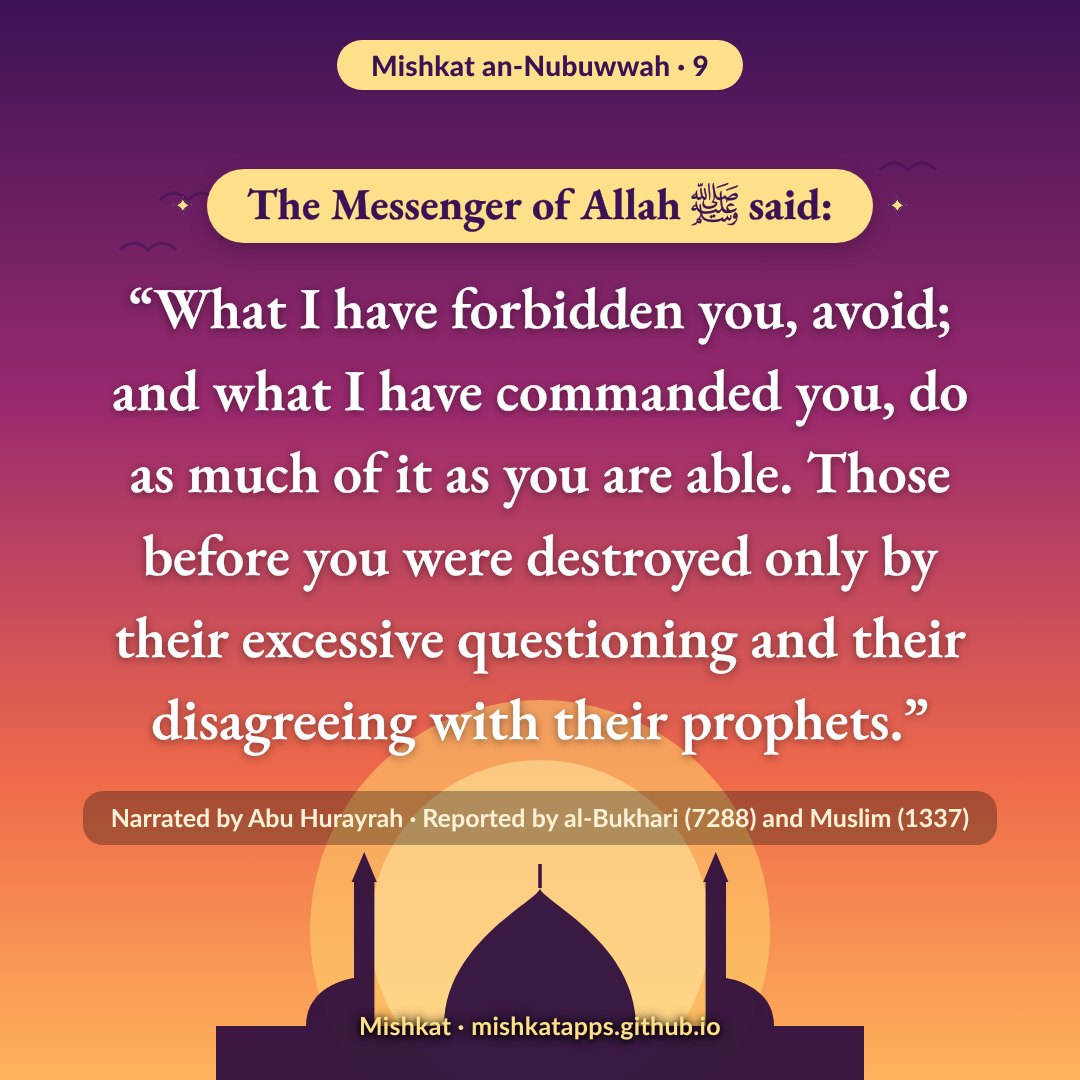 Mishkat an-Nubuwwah · 9
The Messenger of Allah ﷺ said:
“What I have forbidden you, avoid;
and what I have commanded you, do
as much of it as you are able. Those
before you were destroyed only by
their excessive questioning and their
disagreeing with their prophets.”
Narrated by Abu Hurayrah · Reported by al-Bukhari (7288) and Muslim (1337)
Mishkat · mishkatapps.github.io